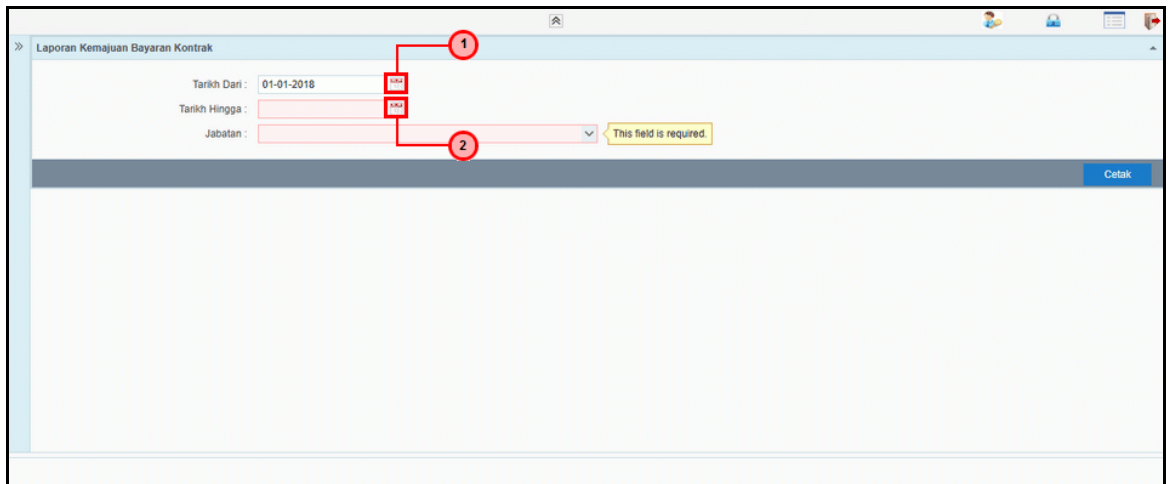 1
Laporan Kemajuan Bayaran Kontrak
Tarikh Dari : 01-01-2018
Tarikh Hingga :
Jabatan : This field is required.
2
Cetak